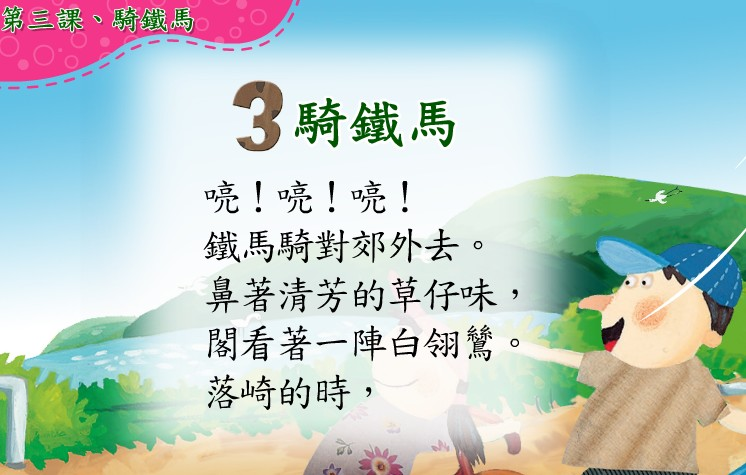 第三課、騎鐵馬
3騎鐵馬
喨！喨！喨！
鐵馬騎對郊外去。
鼻著清芳的草仔味，
閣看著一陣白翎鷥。
落崎的時，